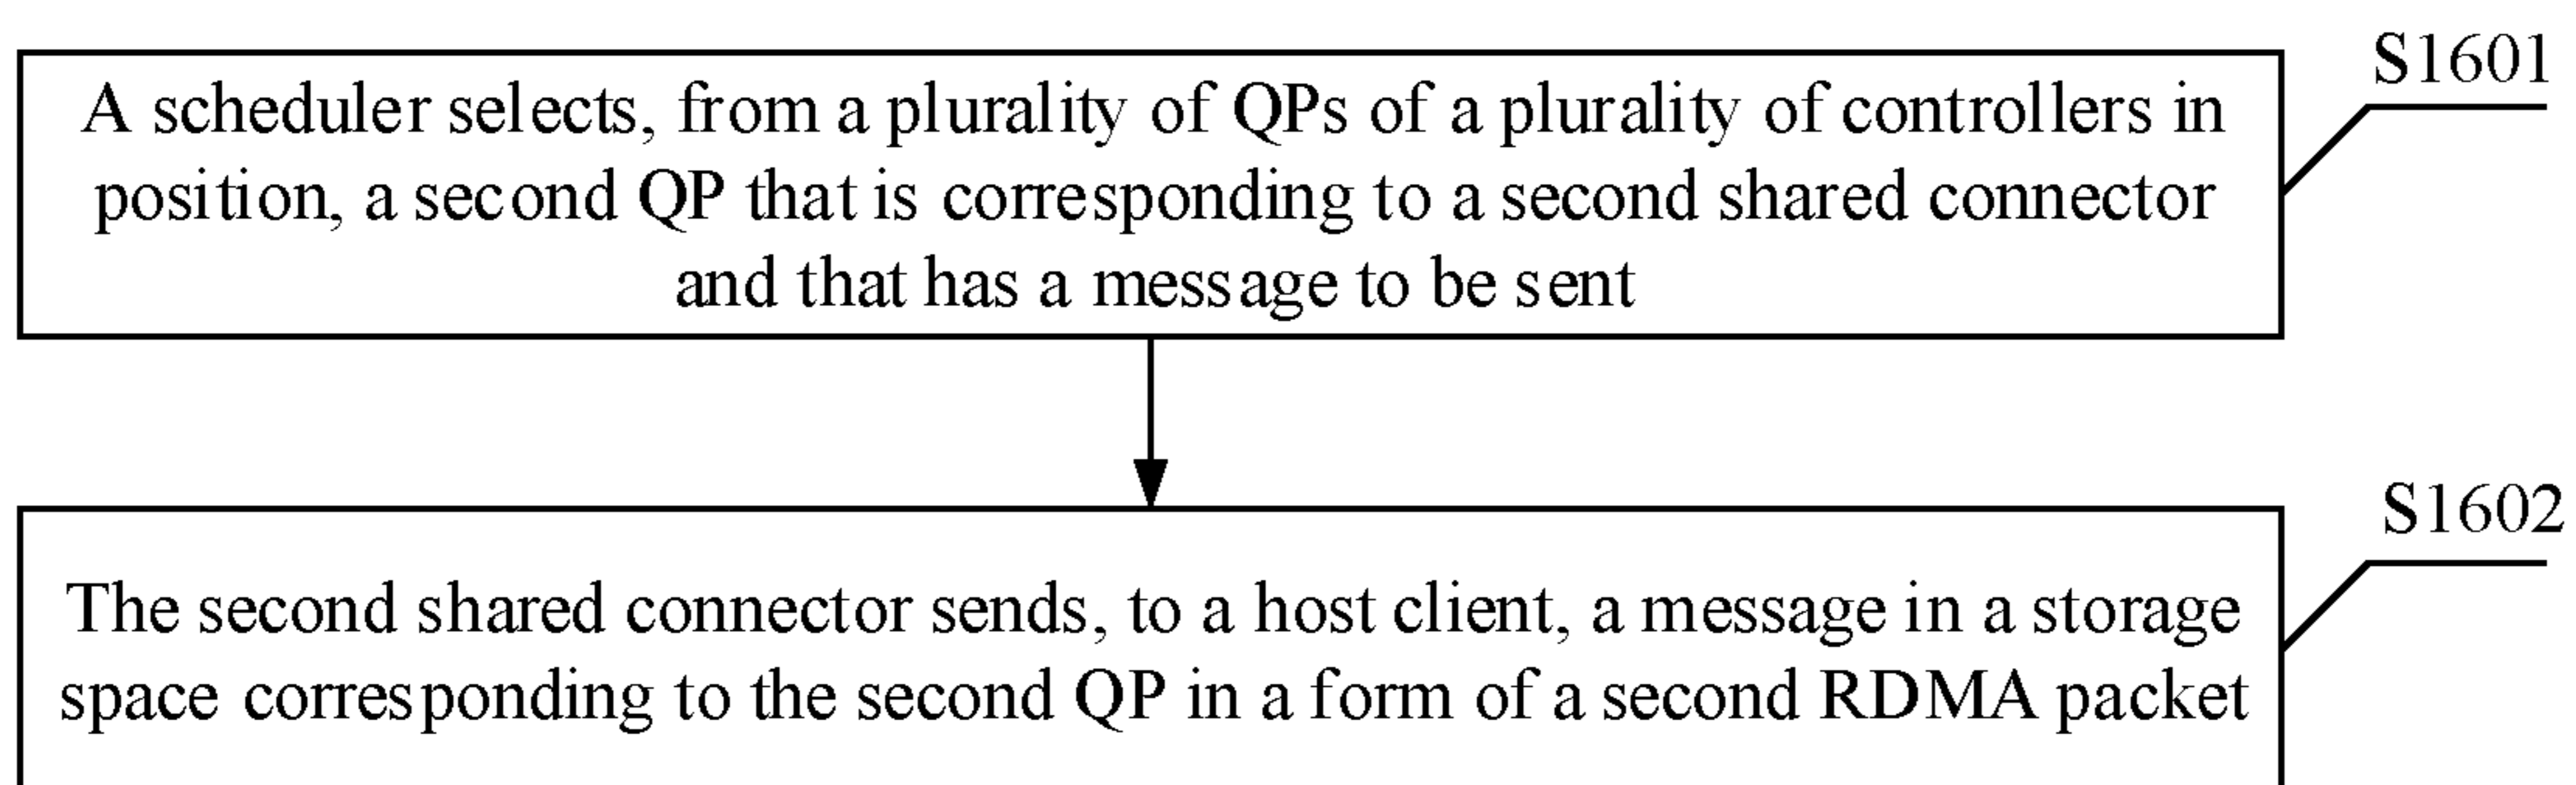 S1601
A scheduler selects, from a plurality of QPs of a plurality of controllers in
position, a second QP that is corresponding to a second shared connector
and that has a message to be sent
S1602
The second shared connector sends, to a host client, a message in a storage
space corresponding to the second QP in a form of a second RDMA packet